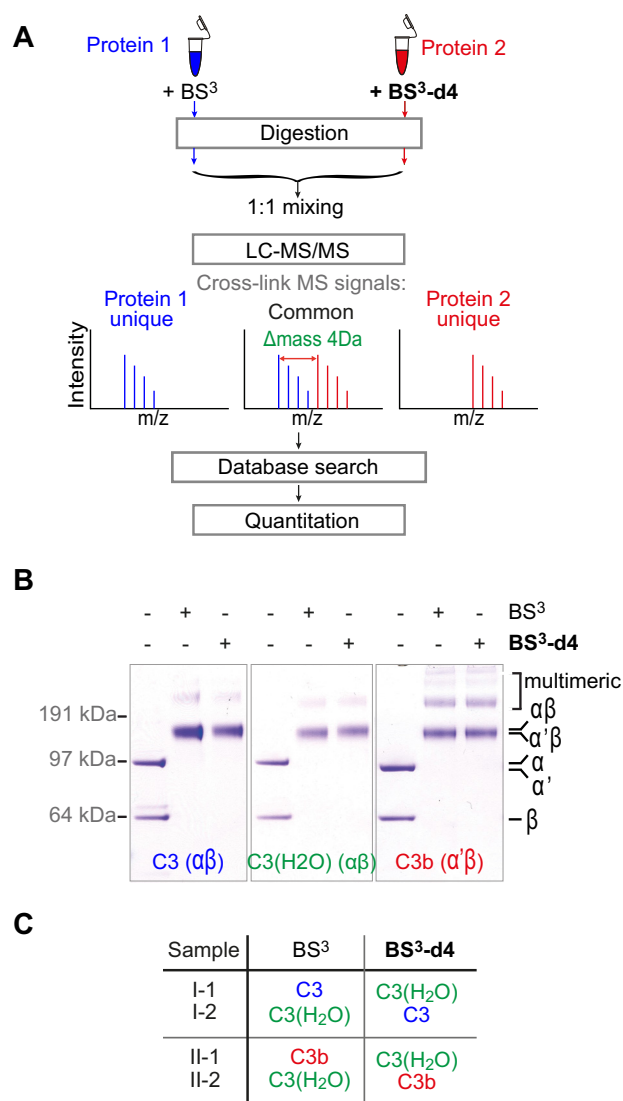 A
Protein 1
Protein 2
+ BS³
+ BS³-d4
Digestion
1:1 mixing
LC-MS/MS
Cross-link MS signals:
Protein 1 unique
Common
Δmass 4Da
Protein 2 unique
Intensity
m/z
m/z
m/z
Database search
Quantitation
B
- + - - + - - + - BS³
- - + - - + - - + BS³-d4
multimeric
191 kDa
αβ
α'β
97 kDa
α
α'
64 kDa
β
C3 (αβ)
C3(H2O) (αβ)
C3b (α'β)
C
Sample BS³ BS³-d4
I-1 C3 C3(H₂O)
I-2 C3(H₂O) C3
II-1 C3b C3(H₂O)
II-2 C3(H₂O) C3b